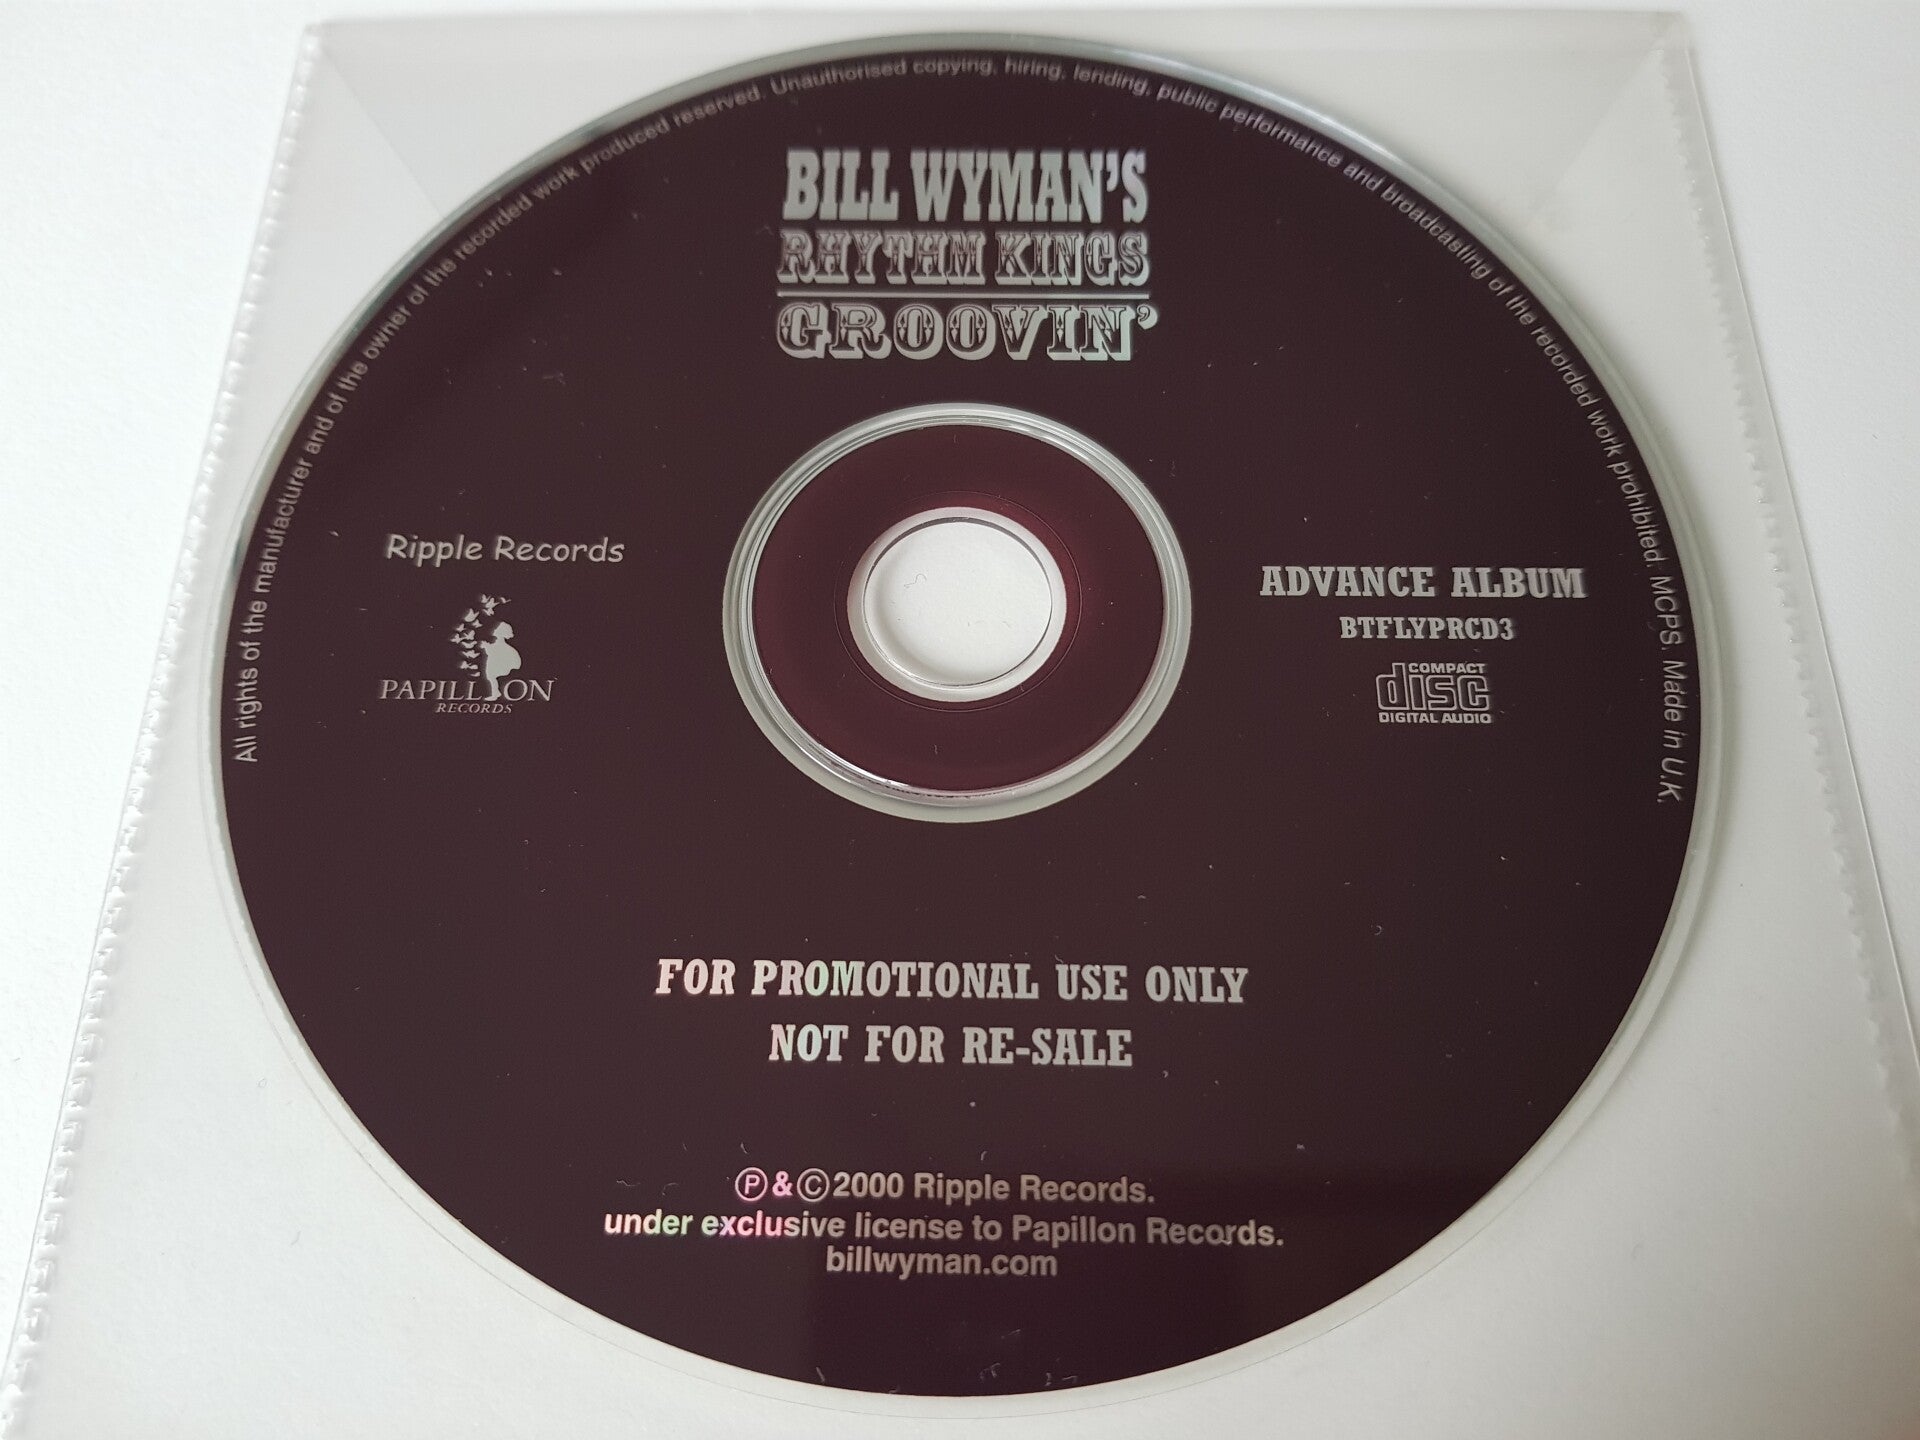 All rights of the manufacturer and of the owner of the recorded work produced reserved. Unauthorised copying, hiring, lending, public performance and broadcasting of the recorded work prohibited. MCPS. Made in U.K.
BILL WYMAN'S
RHYTHM KINGS
GROOVIN'
Ripple Records
PAPILLON
RECORDS
ADVANCE ALBUM
BTFLYPRCD3
COMPACT
disc
DIGITAL AUDIO
FOR PROMOTIONAL USE ONLY
NOT FOR RE-SALE
Ⓟ & © 2000 Ripple Records.
under exclusive license to Papillon Records.
billwyman.com